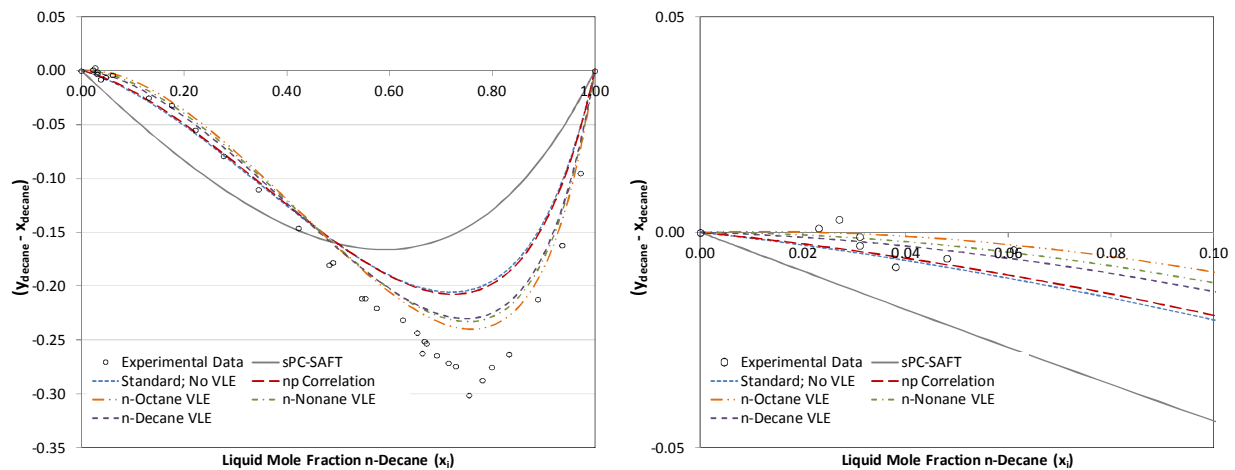 0.05
0.00
0.00 0.20 0.40 0.60 0.80 1.00
-0.05
-0.10
-0.15
-0.20
-0.25
-0.30
-0.35
(y decane - x decane)
Experimental Data sPC-SAFT
Standard; No VLE np Correlation
n-Octane VLE n-Nonane VLE
n-Decane VLE
Liquid Mole Fraction n-Decane (xi)
0.05
0.00
0.00 0.02 0.04 0.06 0.08 0.10
-0.05
(y decane - x decane)
Experimental Data sPC-SAFT
Standard; No VLE np Correlation
n-Octane VLE n-Nonane VLE
n-Decane VLE
Liquid Mole Fraction n-Decane (xi)